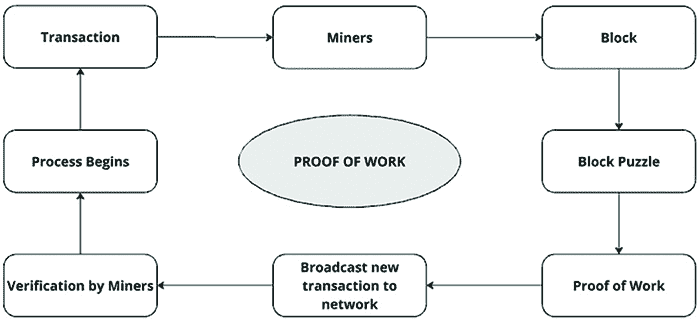 Transaction
Miners
Block
Process Begins
PROOF OF WORK
Block Puzzle
Verification by Miners
Broadcast new
transaction to
network
Proof of Work